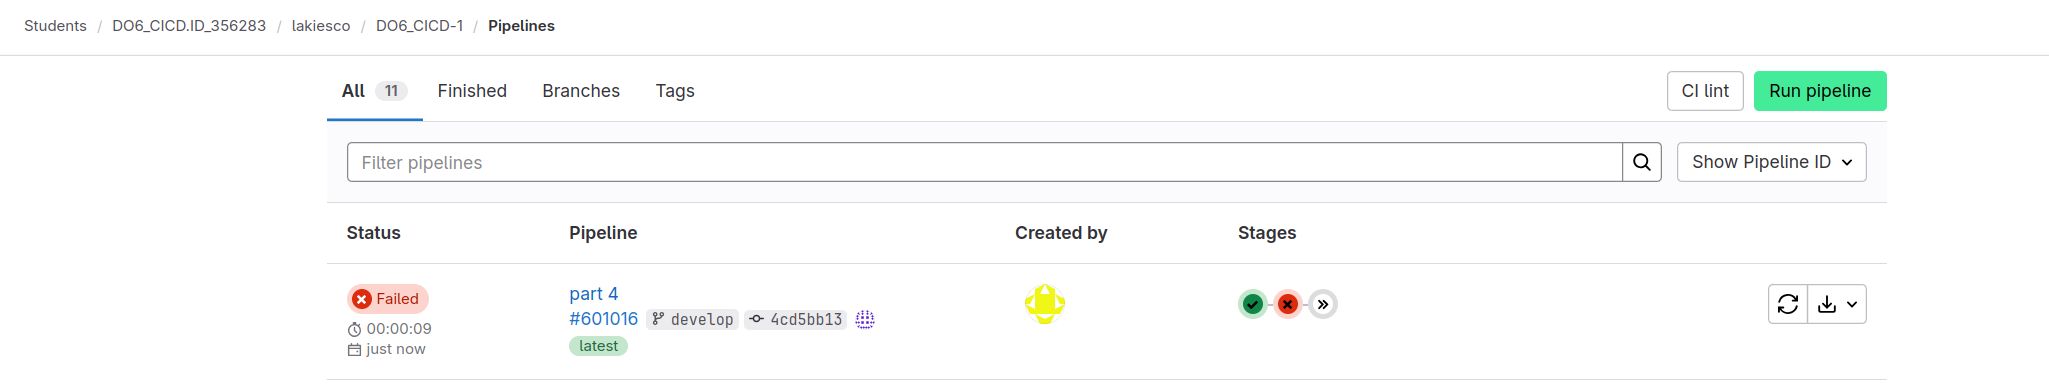 Students / DO6_CICD.ID_356283 / lakiesco / DO6_CICD-1 / Pipelines
All 11 Finished Branches Tags CI lint Run pipeline
Filter pipelines Show Pipeline ID
Status Pipeline Created by Stages
Failed part 4
#601016 develop 4cd5bb13
00:00:09
latest
just now